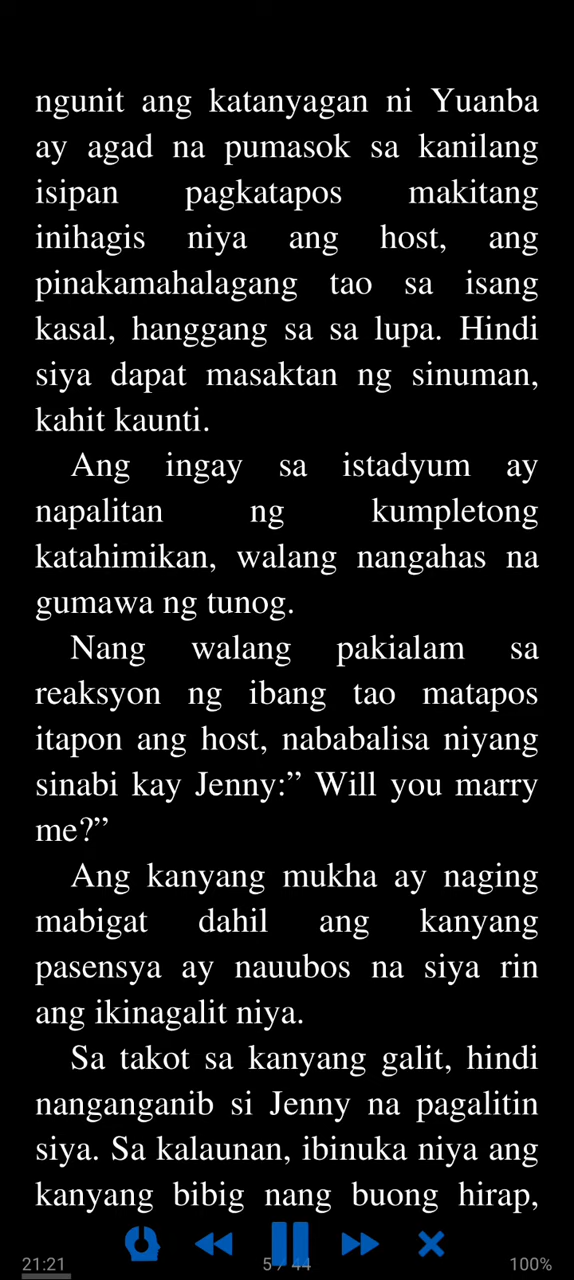 ngunit ang katanyagan ni Yuanba
ay agad na pumasok sa kanilang
isipan pagkatapos makitang
inihagis niya ang host, ang
pinakamahalagang tao sa isang
kasal, hanggang sa sa lupa. Hindi
siya dapat masaktan ng sinuman,
kahit kaunti.
Ang ingay sa istadyum ay
napalitan ng kumpletong
katahimikan, walang nangahas na
gumawa ng tunog.
Nang walang pakialam sa
reaksyon ng ibang tao matapos
itapon ang host, nababalisa niyang
sinabi kay Jenny:” Will you marry
me?”
Ang kanyang mukha ay naging
mabigat dahil ang kanyang
pasensya ay nauubos na siya rin
ang ikinagalit niya.
Sa takot sa kanyang galit, hindi
nanganganib si Jenny na pagalitin
siya. Sa kalaunan, ibinuka niya ang
kanyang bibig nang buong hirap,
21:21 5 / 44 100%